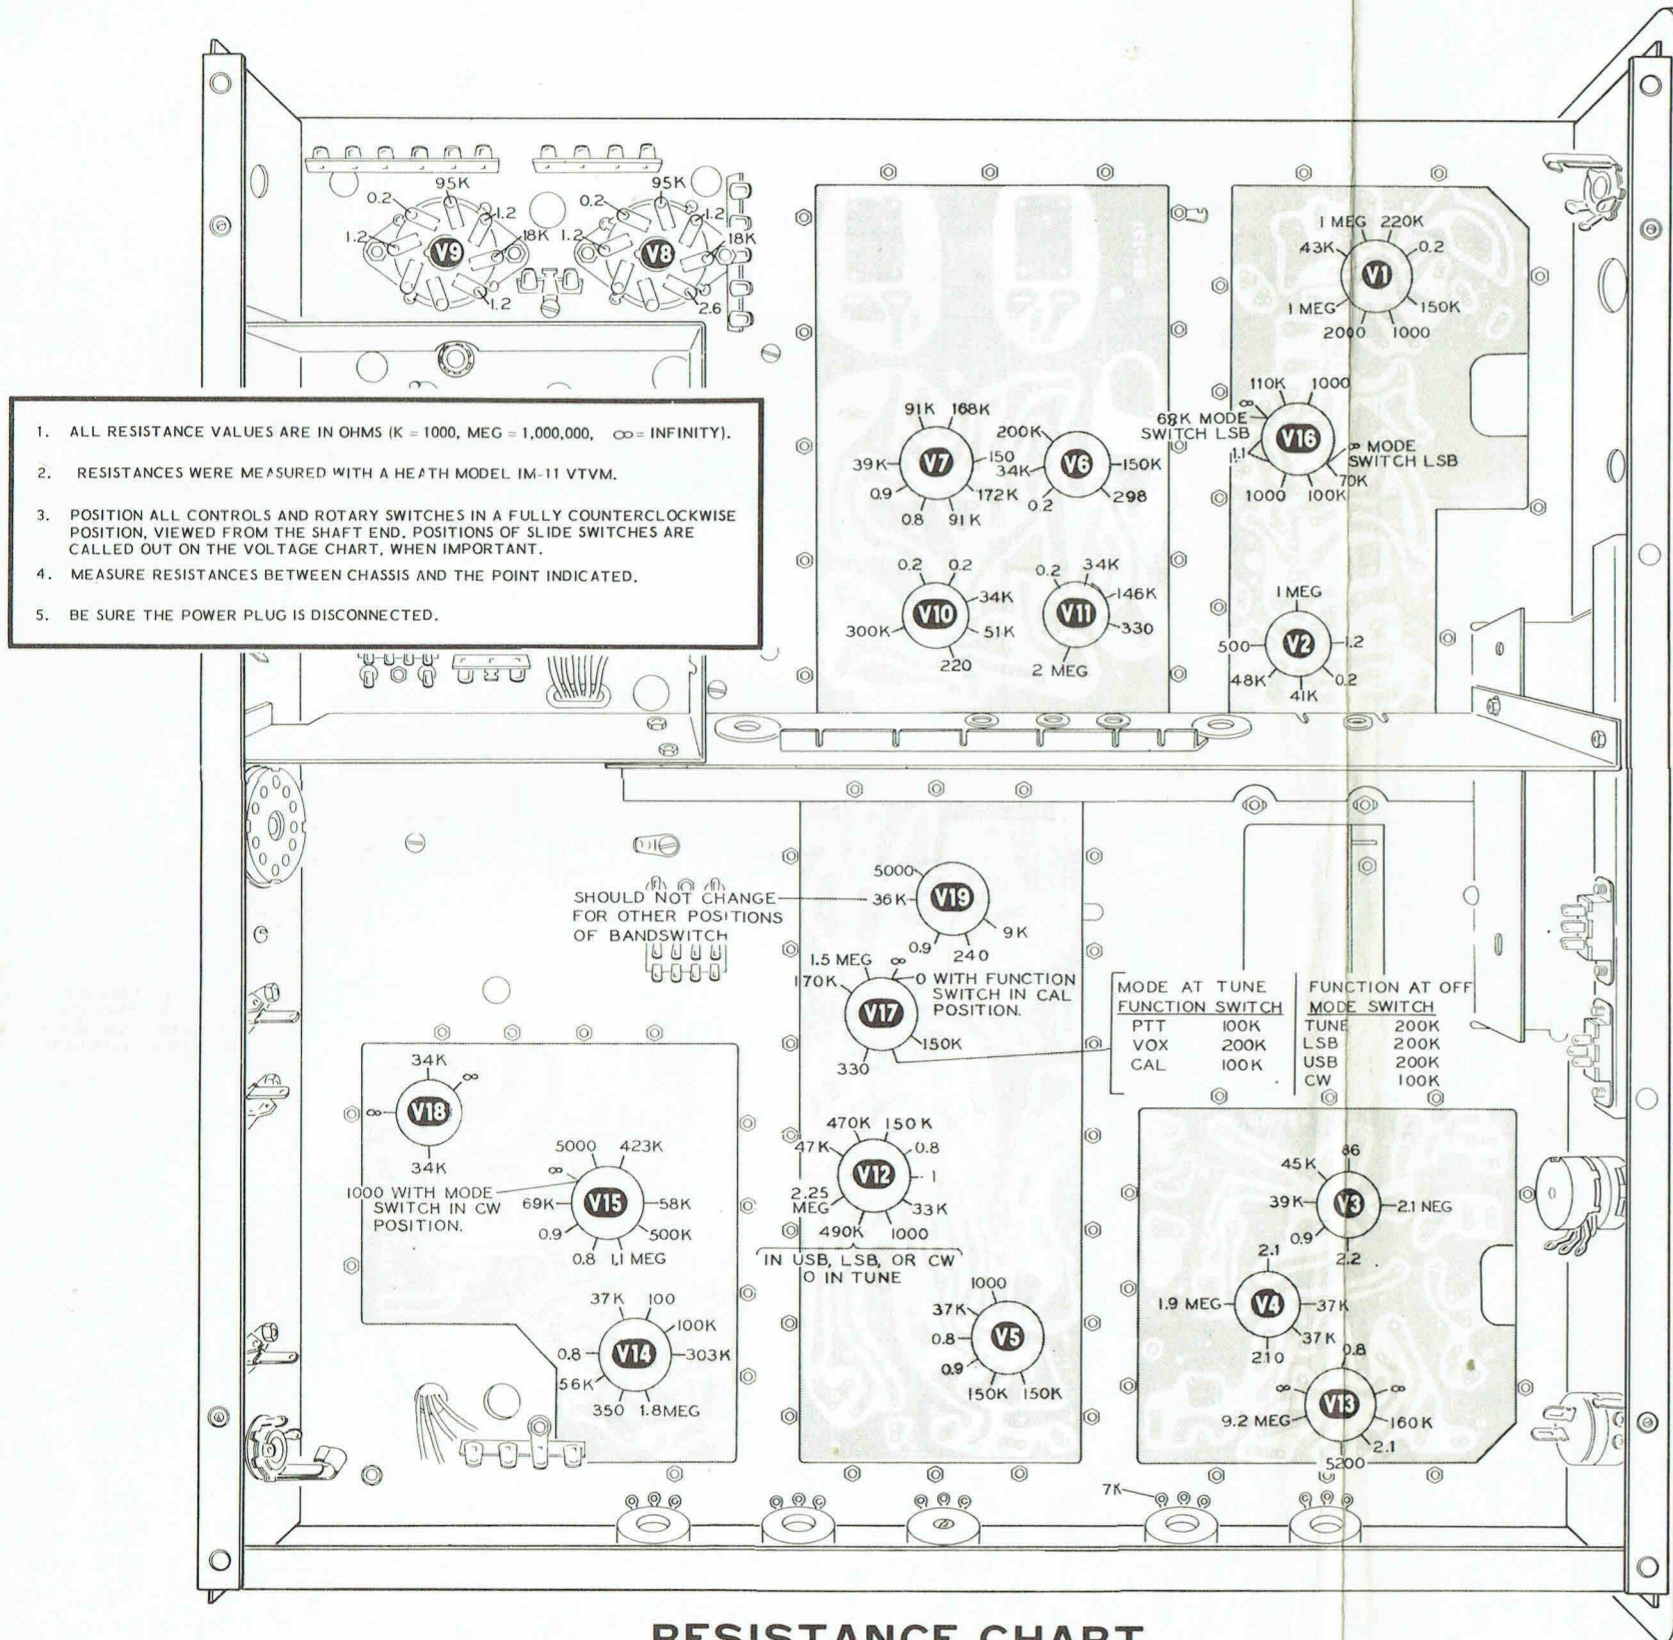 95K
0.2
1.2
1.2
18K
V9
1.2
95K
0.2
1.2
1.2
18K
V8
2.6
1 MEG 220K
43K
0.2
V1
1 MEG
150K
2000 1000
1. ALL RESISTANCE VALUES ARE IN OHMS (K = 1000, MEG = 1,000,000, ∞ = INFINITY).
2. RESISTANCES WERE MEASURED WITH A HEATH MODEL IM-11 VTVM.
3. POSITION ALL CONTROLS AND ROTARY SWITCHES IN A FULLY COUNTERCLOCKWISE
POSITION, VIEWED FROM THE SHAFT END. POSITIONS OF SLIDE SWITCHES ARE
CALLED OUT ON THE VOLTAGE CHART, WHEN IMPORTANT.
4. MEASURE RESISTANCES BETWEEN CHASSIS AND THE POINT INDICATED.
5. BE SURE THE POWER PLUG IS DISCONNECTED.
91K 168K
39K
V7
150
0.9
172K
0.8 91K
200K
34K
V6
150K
0.2
298
110K 1000
∞
68K MODE
SWITCH LSB
V16
∞ MODE
SWITCH LSB
1.1
70K
1000 100K
0.2 0.2
34K
V10
300K
51K
220
0.2 34K
146K
V11
330
2 MEG
1 MEG
500
V2
1.2
48K
0.2
41K
SHOULD NOT CHANGE
FOR OTHER POSITIONS
OF BANDSWITCH
5000
36K
V19
9K
0.9
240
1.5 MEG
∞
170K
0 WITH FUNCTION
SWITCH IN CAL
POSITION.
V17
150K
330
MODE AT TUNE
FUNCTION SWITCH
PTT 100K
VOX 200K
CAL 100K
FUNCTION AT OFF
MODE SWITCH
TUNE 200K
LSB 200K
USB 200K
CW 100K
34K
∞
∞
V18
34K
1000 WITH MODE
SWITCH IN CW
POSITION.
5000 423K
∞
69K
V15
58K
0.9
500K
0.8 1.1 MEG
470K 150K
47K
0.8
V12
1
2.25
MEG
33K
490K 1000
IN USB, LSB, OR CW
0 IN TUNE
86
45K
39K
V3
2.1 NEG
0.9
2.2
2.1
1.9 MEG
V4
37K
37K
210
37K 100
100K
0.8
V14
303K
56K
350 1.8MEG
1000
37K
0.8
V5
0.9
150K 150K
0.8
∞
∞
V13
9.2 MEG
160K
2.1
5200
7K
RESISTANCE CHART